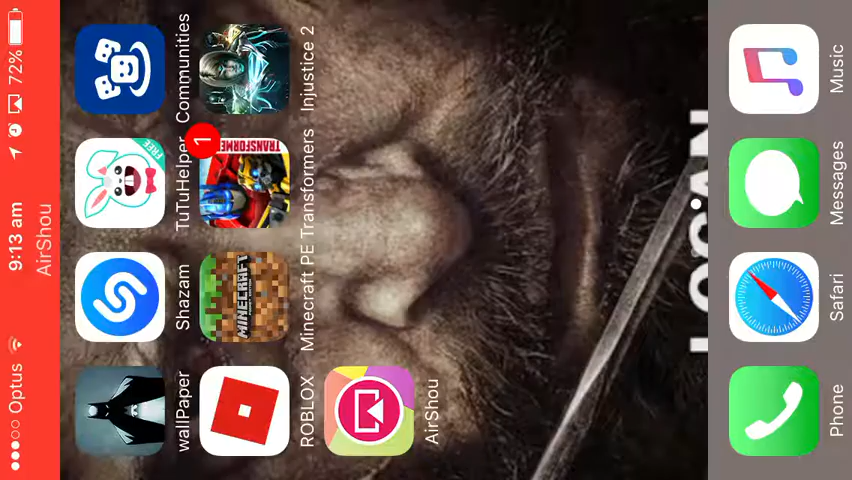 Optus 9:13 am 72%
AirShou
wallPaper Shazam TuTuHelper Communities
FREE
1
MINECRAFT
TRANSFORMERS
ROBLOX Minecraft PE Transformers Injustice 2
AirShou
LOGAN
Phone Safari Messages Music